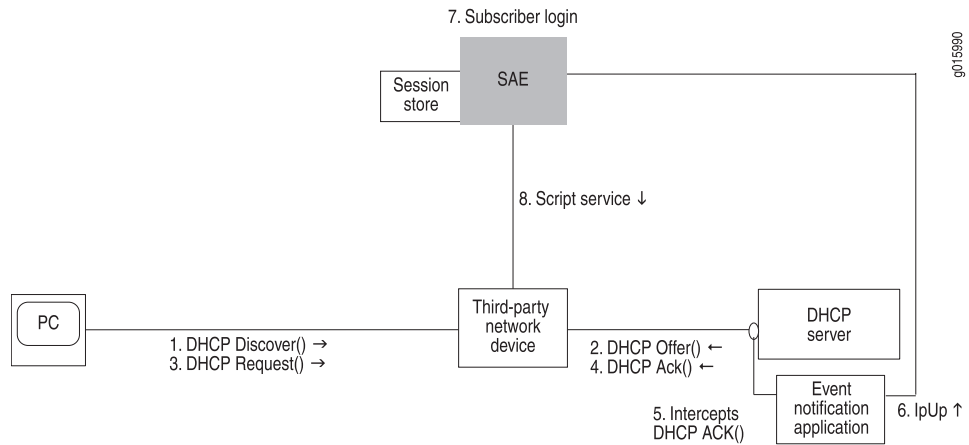 7. Subscriber login
g015990
Session
store
SAE
8. Script service ↓
PC
1. DHCP Discover() →
3. DHCP Request() →
Third-party
network
device
2. DHCP Offer() ←
4. DHCP Ack() ←
DHCP
server
5. Intercepts
DHCP ACK()
Event
notification
application
6. IpUp ↑